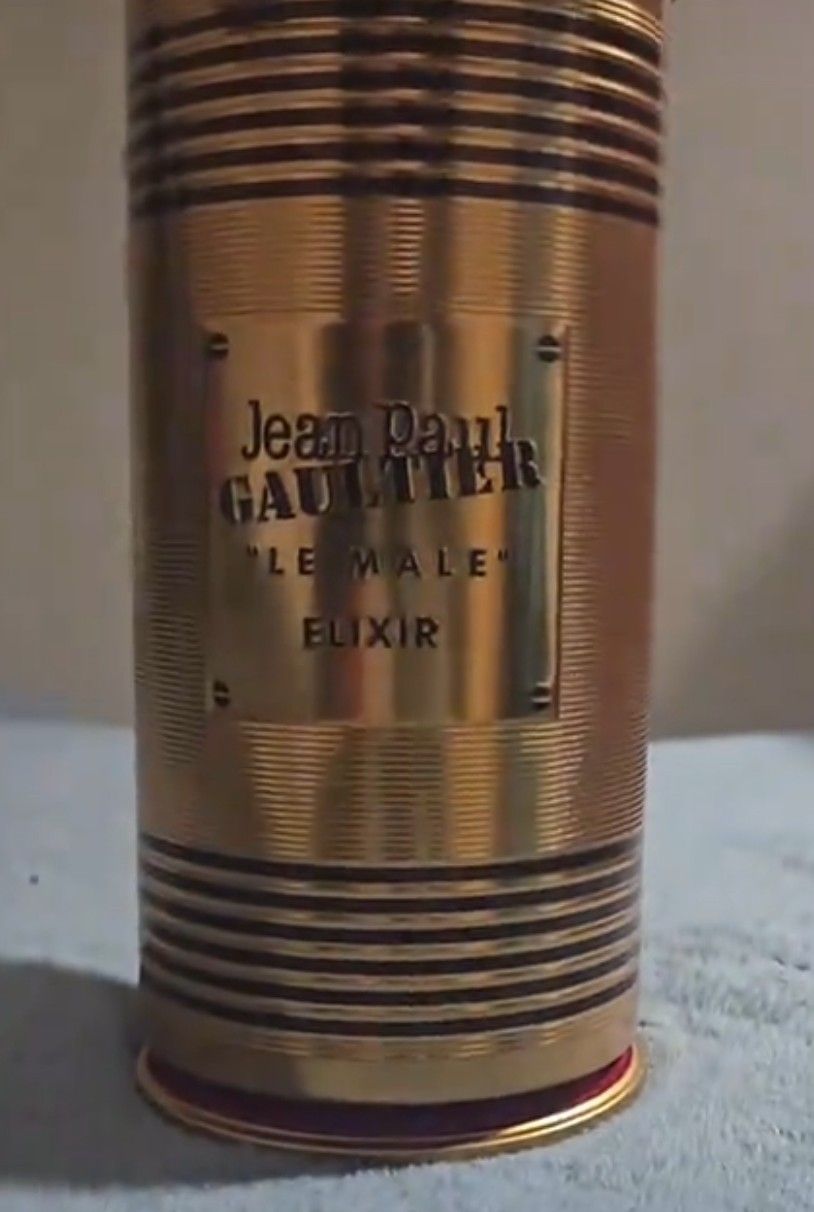 Jean Paul
GAULTIER
"LE MALE"
ELIXIR